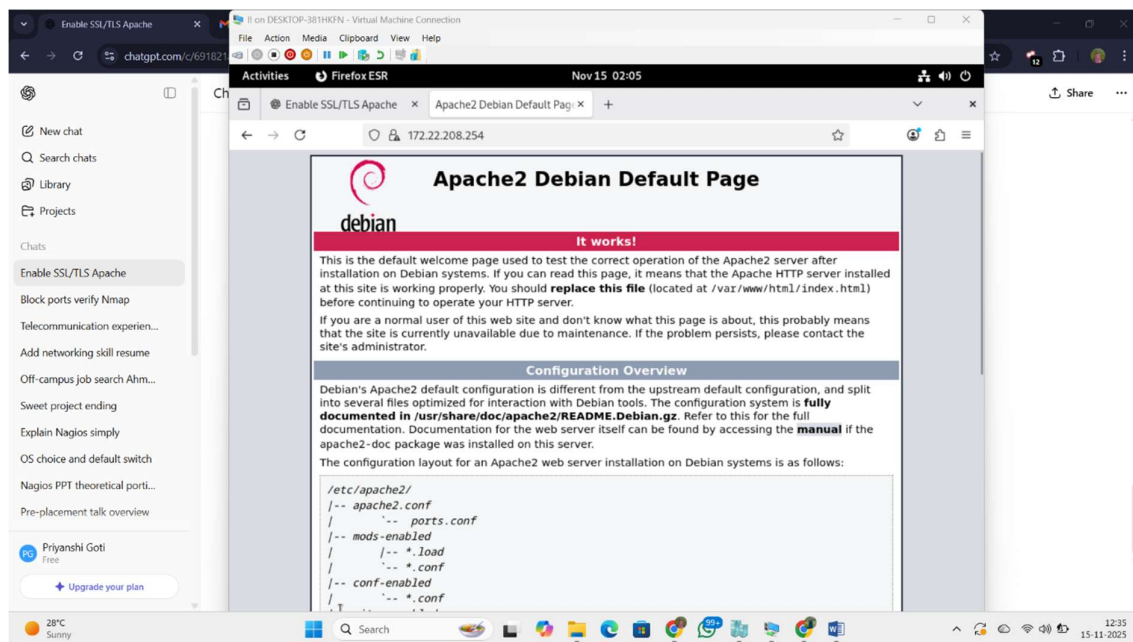 Enable SSL/TLS Apache
chatgpt.com/c/69182
II on DESKTOP-381HKFN - Virtual Machine Connection
File Action Media Clipboard View Help
Activities Firefox ESR Nov 15 02:05
Enable SSL/TLS Apache Apache2 Debian Default Pag
172.22.208.254
12
Ch
Share
New chat
Search chats
Library
Projects
Chats
Enable SSL/TLS Apache
Block ports verify Nmap
Telecommunication experien...
Add networking skill resume
Off-campus job search Ahm...
Sweet project ending
Explain Nagios simply
OS choice and default switch
Nagios PPT theoretical porti...
Pre-placement talk overview
PG Priyanshi Goti
Free
Upgrade your plan
debian
Apache2 Debian Default Page
It works!
This is the default welcome page used to test the correct operation of the Apache2 server after
installation on Debian systems. If you can read this page, it means that the Apache HTTP server installed
at this site is working properly. You should replace this file (located at /var/www/html/index.html)
before continuing to operate your HTTP server.
If you are a normal user of this web site and don't know what this page is about, this probably means
that the site is currently unavailable due to maintenance. If the problem persists, please contact the
site's administrator.
Configuration Overview
Debian's Apache2 default configuration is different from the upstream default configuration, and split
into several files optimized for interaction with Debian tools. The configuration system is fully
documented in /usr/share/doc/apache2/README.Debian.gz. Refer to this for the full
documentation. Documentation for the web server itself can be found by accessing the manual if the
apache2-doc package was installed on this server.
The configuration layout for an Apache2 web server installation on Debian systems is as follows:
/etc/apache2/
|-- apache2.conf
|       `-- ports.conf
|-- mods-enabled
|       |-- *.load
|       `-- *.conf
|-- conf-enabled
|       `-- *.conf
28°C
Sunny
Search
99+
12:35
15-11-2025